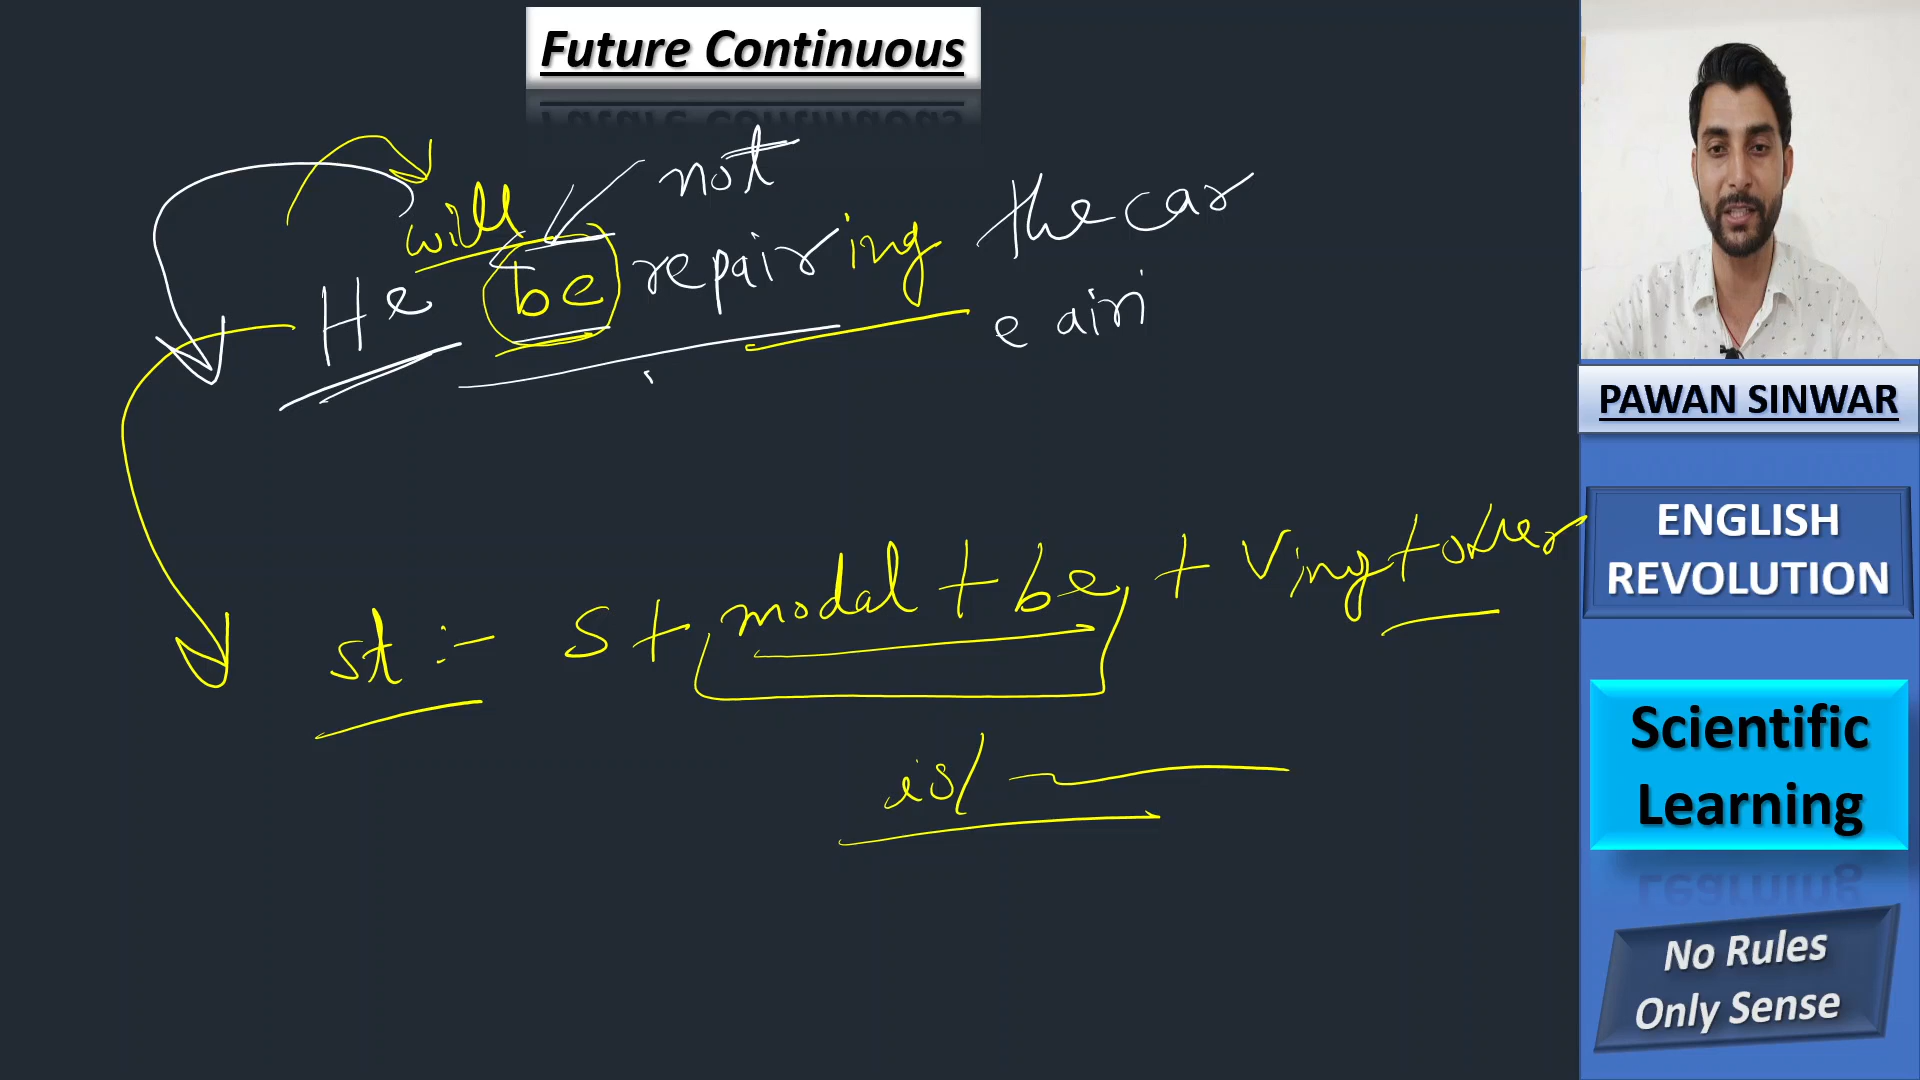 Future Continuous
He will be not repairing the car
e ain
st :- S + modal + be + Ving + other
is/
PAWAN SINWAR
ENGLISH
REVOLUTION
Scientific
Learning
No Rules
Only Sense